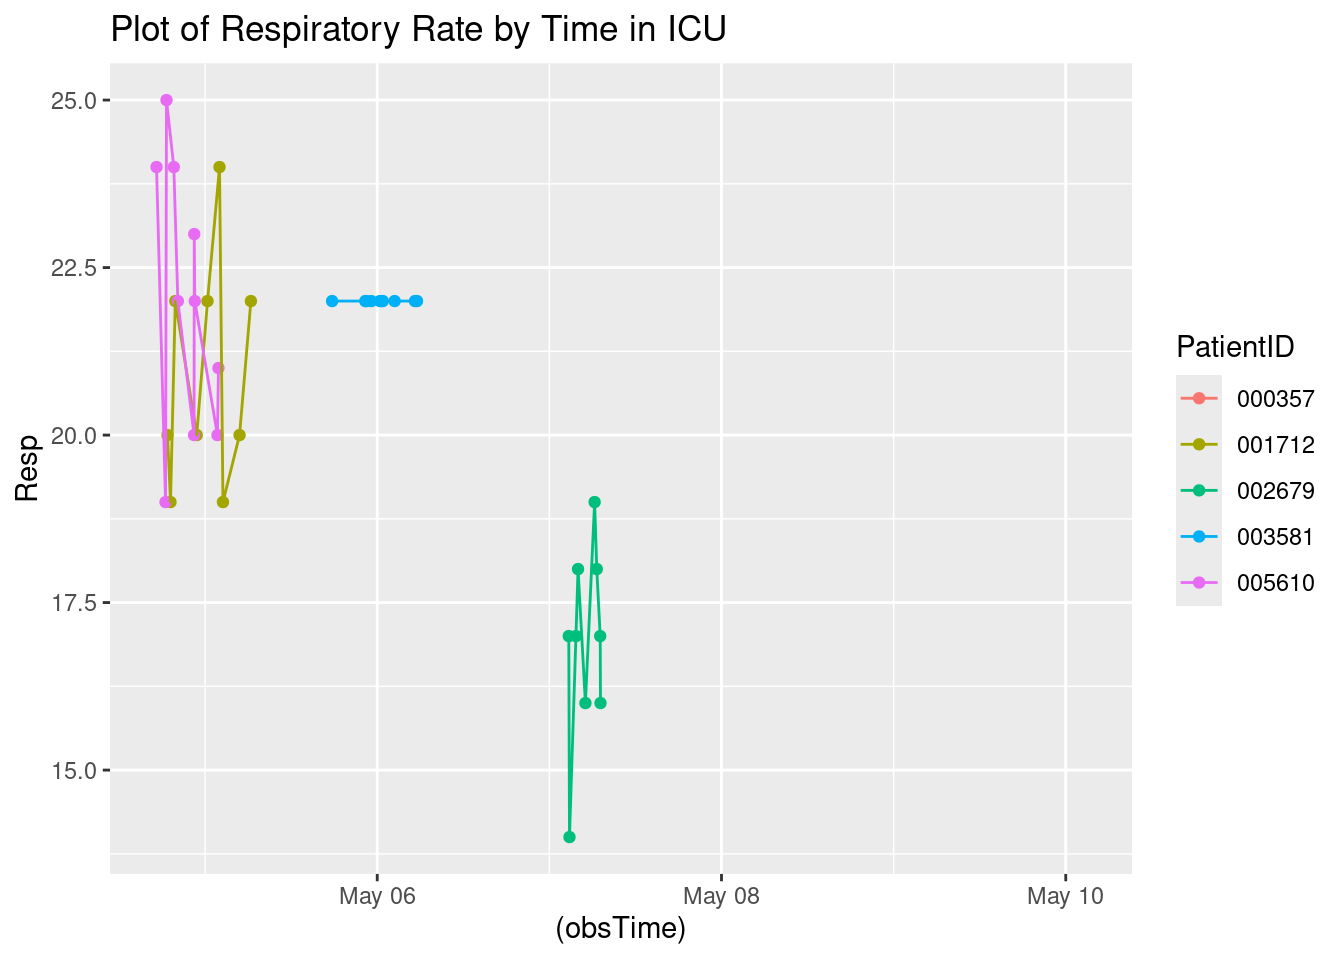 Plot of Respiratory Rate by Time in ICU
25.0
22.5
20.0
17.5
15.0
Resp
May 06
May 08
May 10
(obsTime)
PatientID
000357
001712
002679
003581
005610